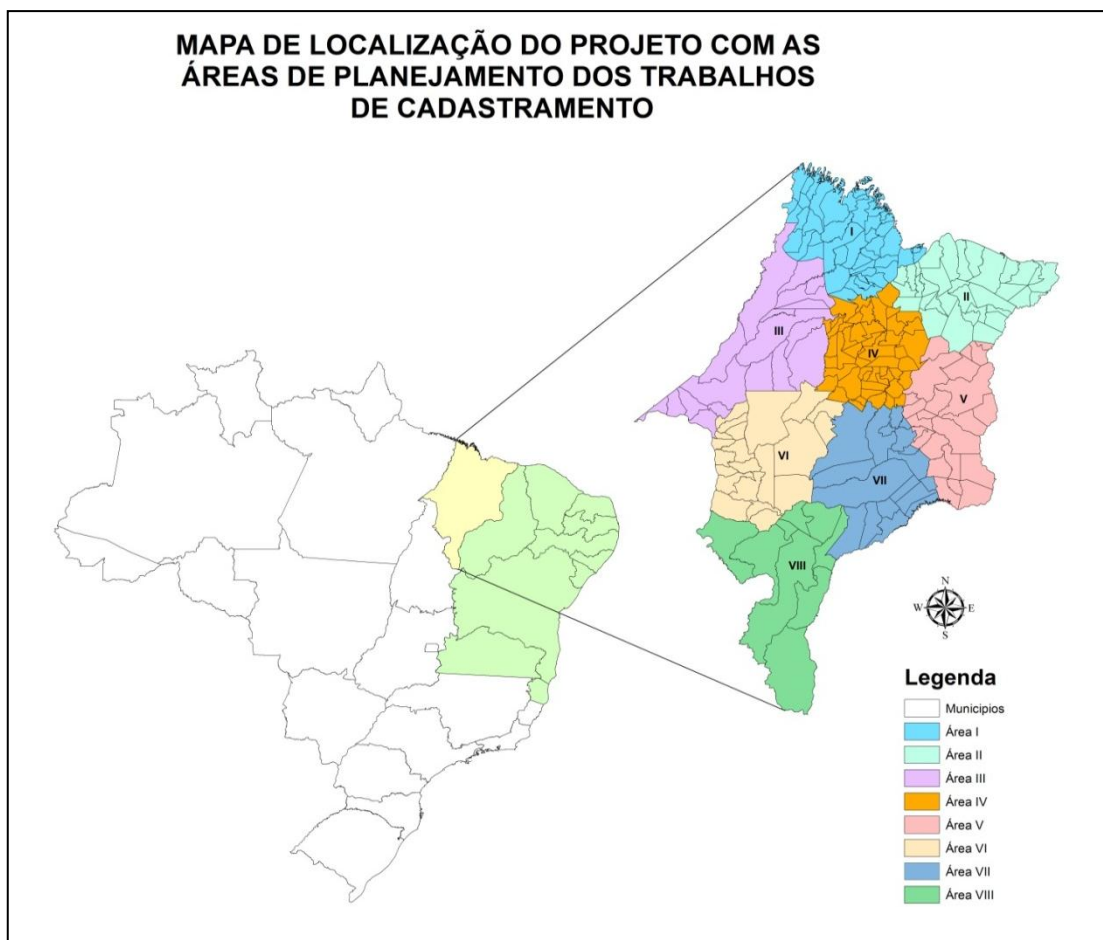 MAPA DE LOCALIZAÇÃO DO PROJETO COM AS
ÁREAS DE PLANEJAMENTO DOS TRABALHOS
DE CADASTRAMENTO
I
II
III
IV
V
VI
VII
VIII
N
W
E
S
Legenda
Municipios
Área I
Área II
Área III
Área IV
Área V
Área VI
Área VII
Área VIII